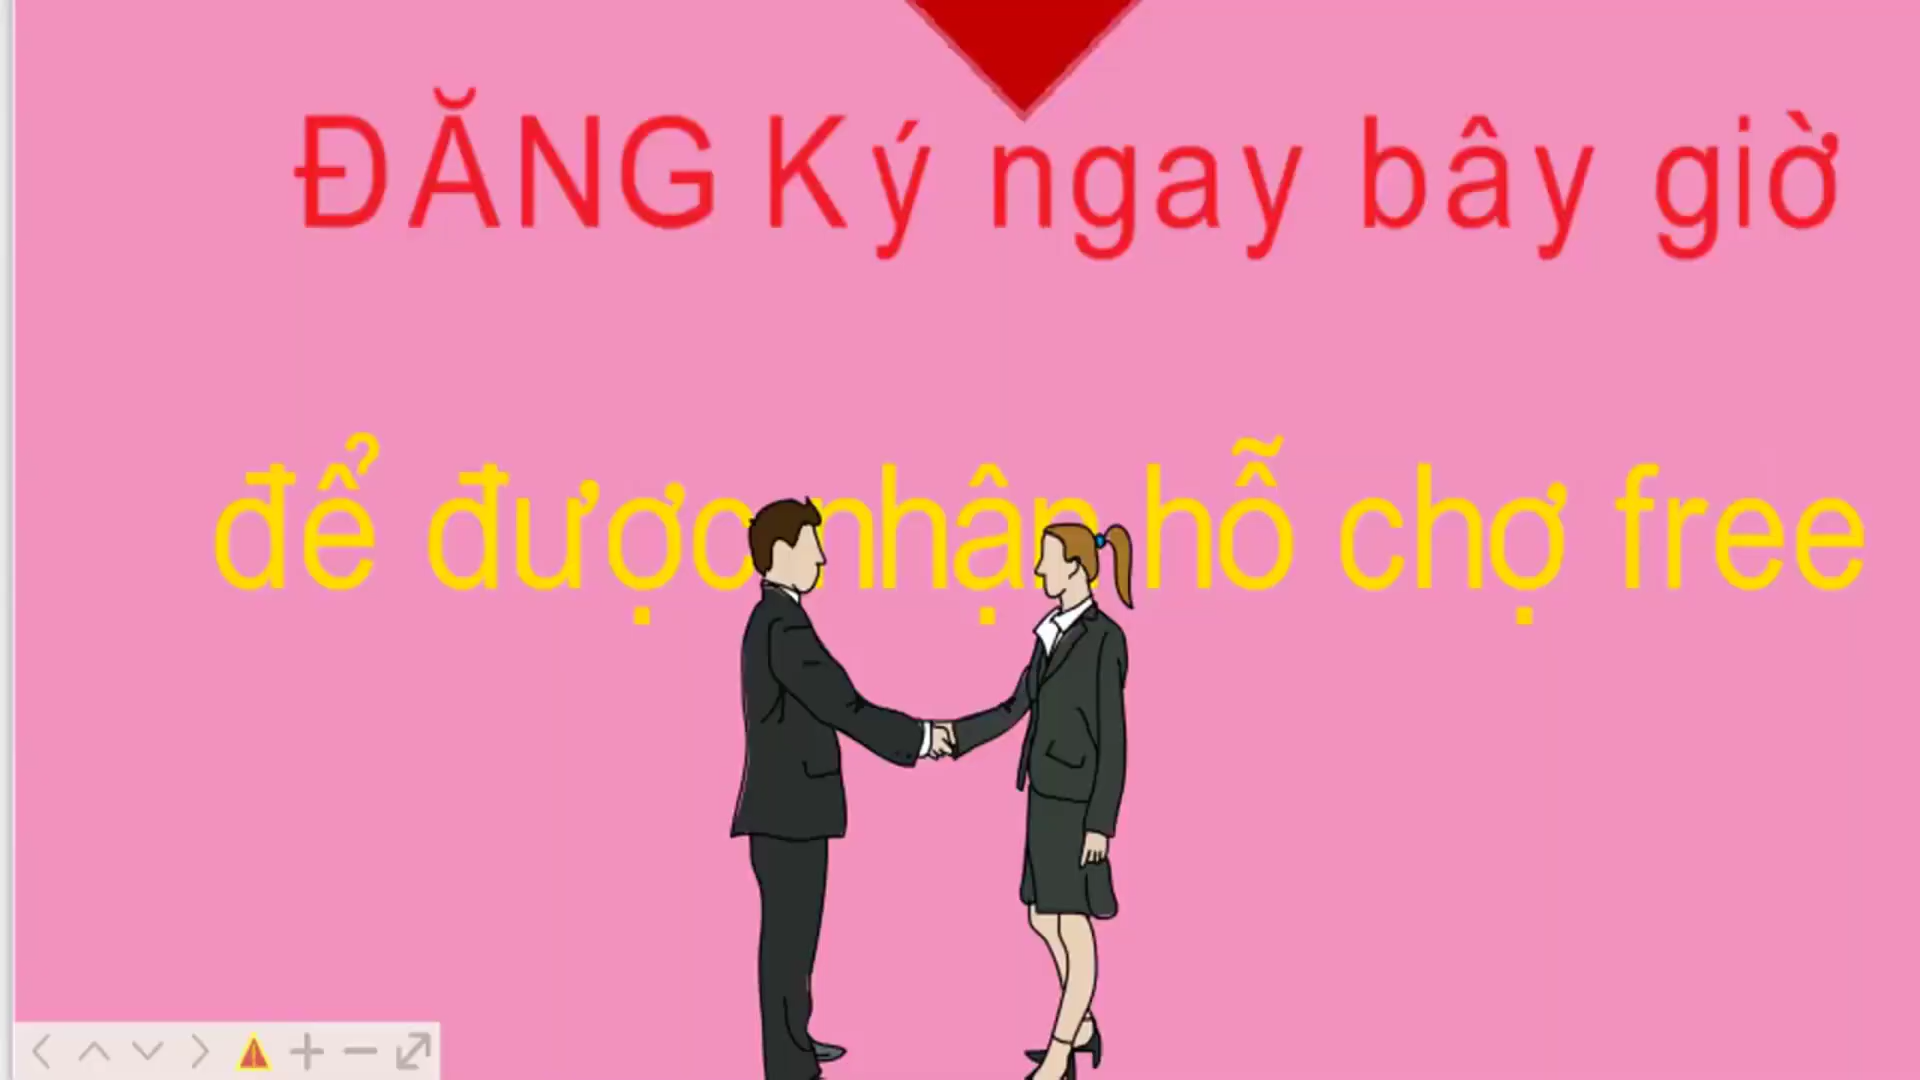 ĐĂNG Ký ngay bây giờ
để được nhận hỗ chợ free